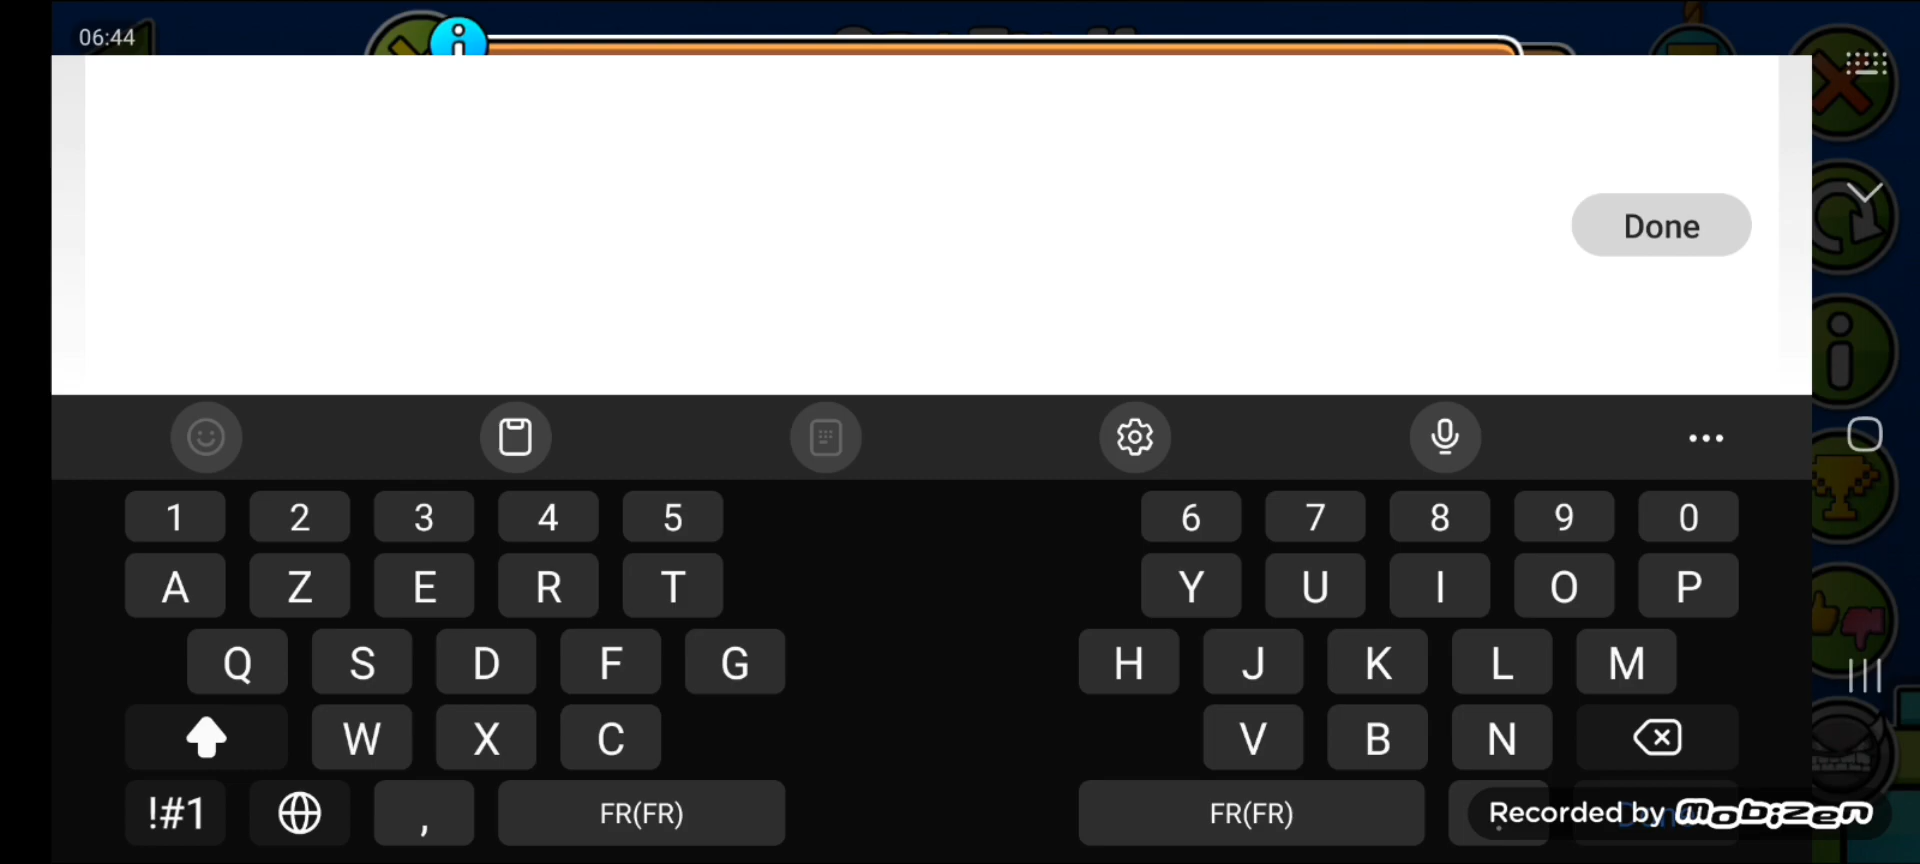 06:44
Done
1 2 3 4 5 6 7 8 9 0
A Z E R T Y U I O P
Q S D F G H J K L M
W X C V B N
!#1 , FR(FR) FR(FR) .
Recorded by mobizen